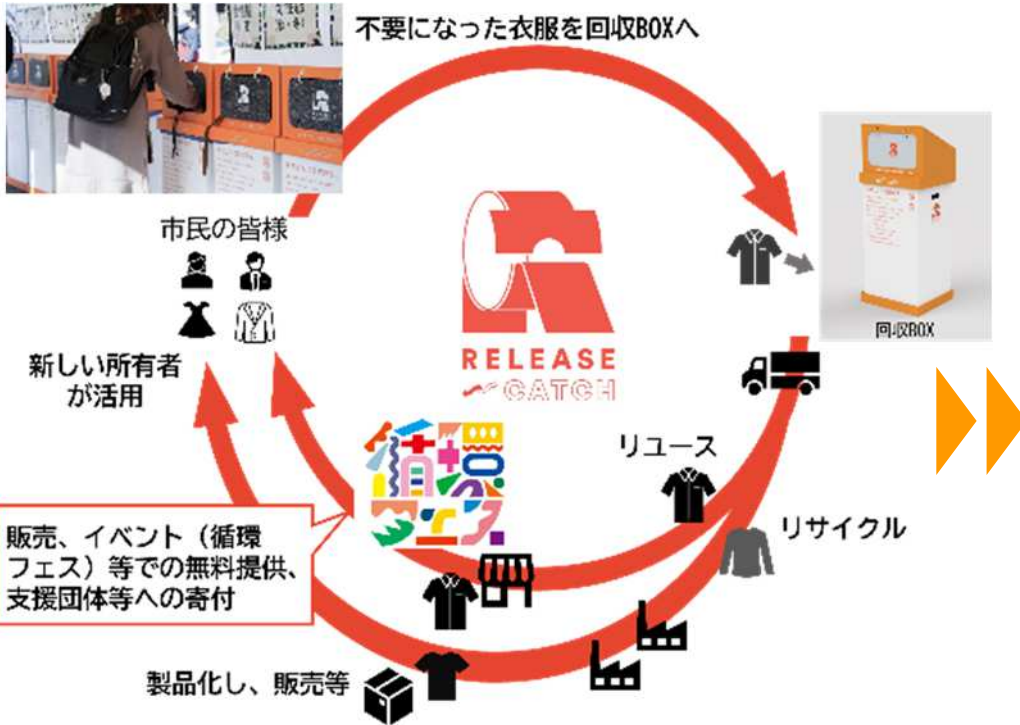 不要になった衣服を回収BOXへ
市民の皆様
回収BOX
新しい所有者
が活用
RELEASE
CATCH
リユース
リサイクル
循環
フェス
販売、イベント（循環
フェス）等での無料提供、
支援団体等への寄付
製品化し、販売等